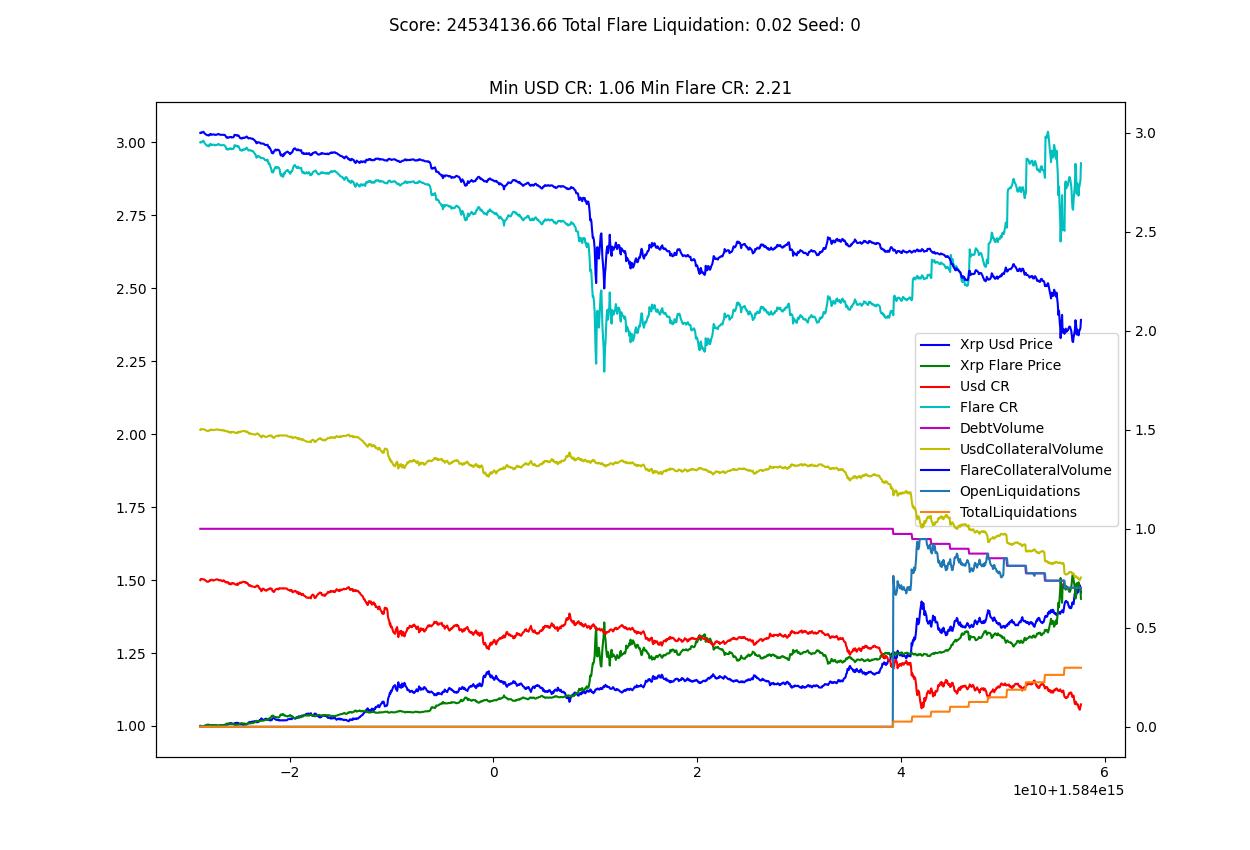 Score: 24534136.66 Total Flare Liquidation: 0.02 Seed: 0
Min USD CR: 1.06 Min Flare CR: 2.21
3.00
2.75
2.50
2.25
2.00
1.75
1.50
1.25
1.00
3.0
2.5
2.0
1.5
1.0
0.5
0.0
Xrp Usd Price
Xrp Flare Price
Usd CR
Flare CR
DebtVolume
UsdCollateralVolume
FlareCollateralVolume
OpenLiquidations
TotalLiquidations
−2
0
2
4
6
1e10+1.584e15